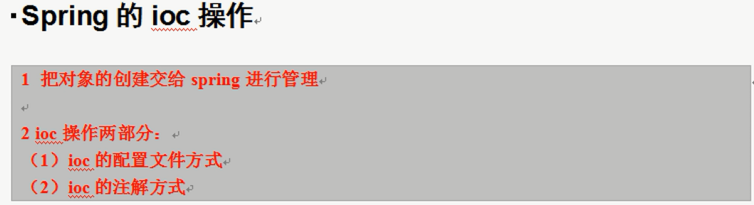 Spring 的 ioc 操作
1 把对象的创建交给 spring 进行管理
2 ioc 操作两部分：
（1）ioc 的配置文件方式
（2）ioc 的注解方式